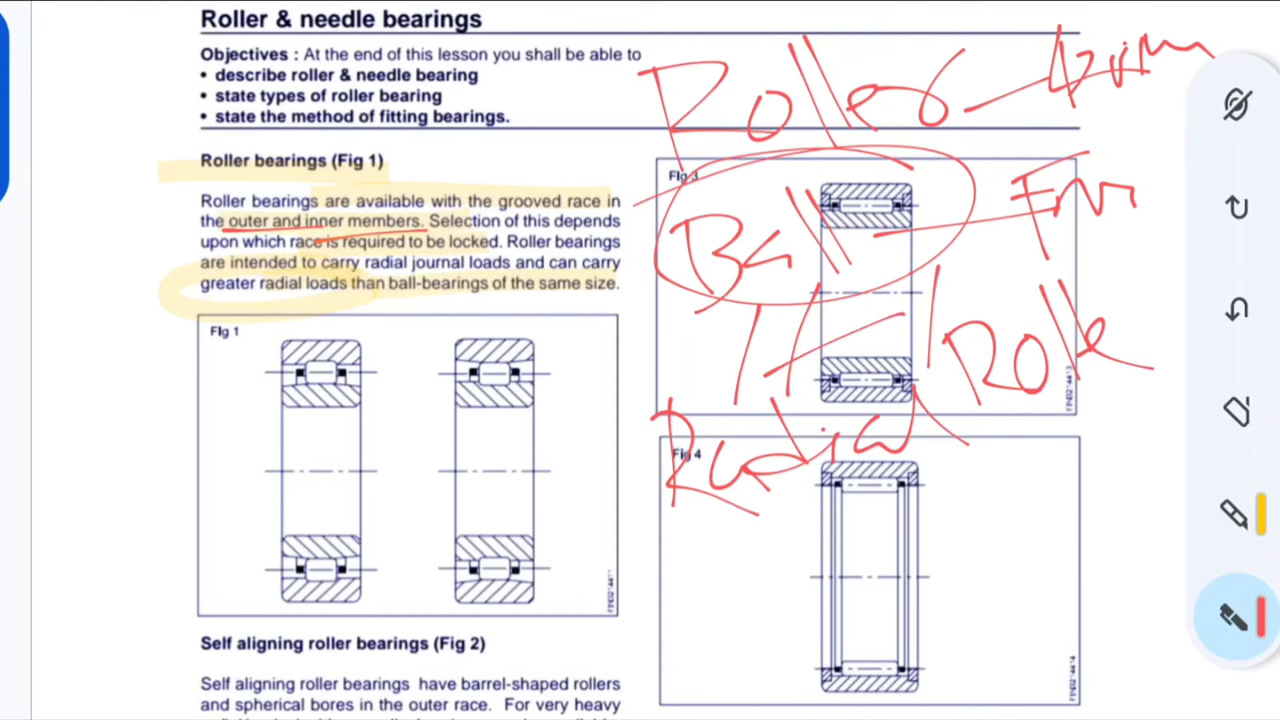 Roller & needle bearings
Objectives : At the end of this lesson you shall be able to
• describe roller & needle bearing
• state types of roller bearing
• state the method of fitting bearings.
Roller bearings (Fig 1)
Roller bearings are available with the grooved race in
the outer and inner members. Selection of this depends
upon which race is required to be locked. Roller bearings
are intended to carry radial journal loads and can carry
greater radial loads than ball-bearings of the same size.
Fig 1
Self aligning roller bearings (Fig 2)
Self aligning roller bearings have barrel-shaped rollers
and spherical bores in the outer race. For very heavy
Roller
Fig 3
Ball
Radial
Fig 4